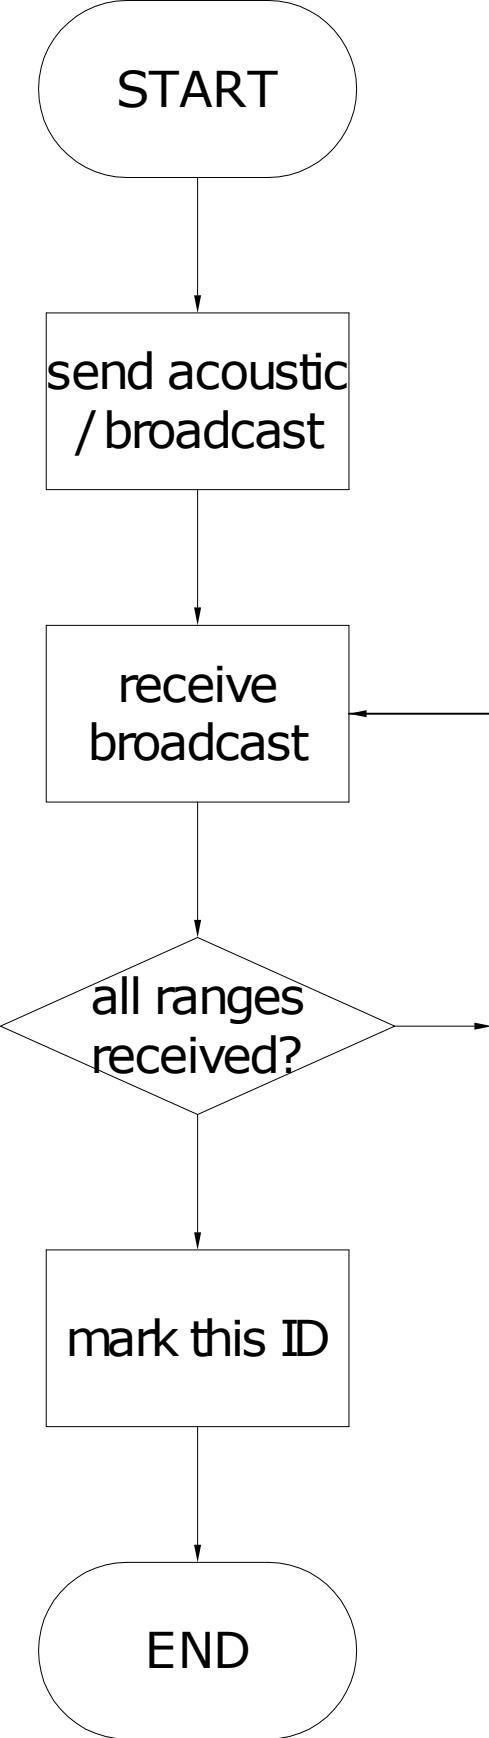 START
send acoustic
/ broadcast
receive
broadcast
all ranges
received?
mark this ID
END